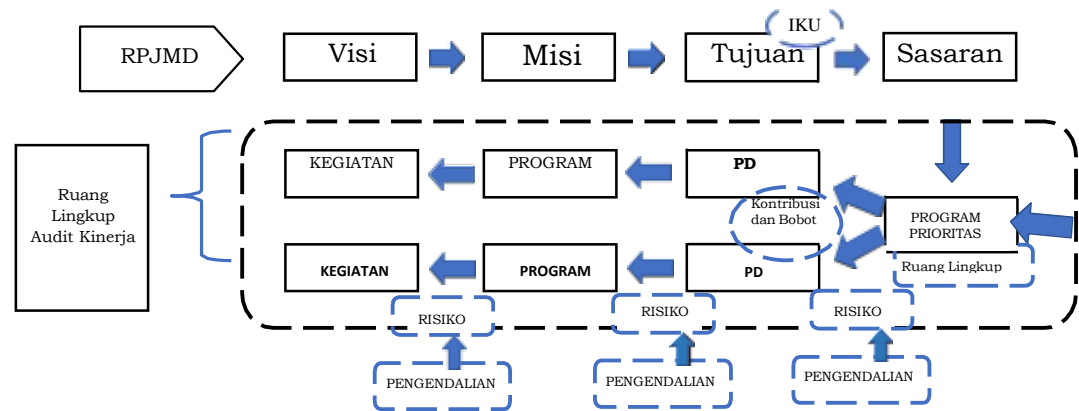 IKU
RPJMD
Visi
Misi
Tujuan
Sasaran
Ruang
Lingkup
Audit Kinerja
KEGIATAN
PROGRAM
PD
Kontribusi
dan Bobot
PROGRAM
PRIORITAS
Ruang Lingkup
KEGIATAN
PROGRAM
PD
RISIKO
RISIKO
RISIKO
PENGENDALIAN
PENGENDALIAN
PENGENDALIAN